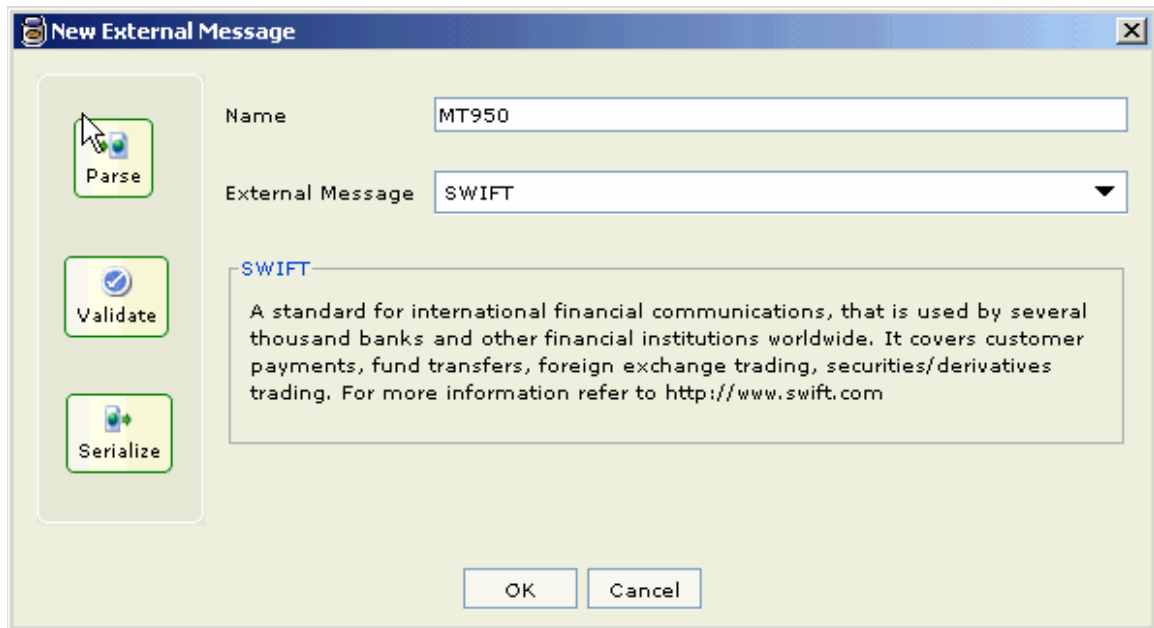 New External Message
Parse
Validate
Serialize
Name MT950
External Message SWIFT
SWIFT
A standard for international financial communications, that is used by several
thousand banks and other financial institutions worldwide. It covers customer
payments, fund transfers, foreign exchange trading, securities/derivatives
trading. For more information refer to http://www.swift.com
OK Cancel